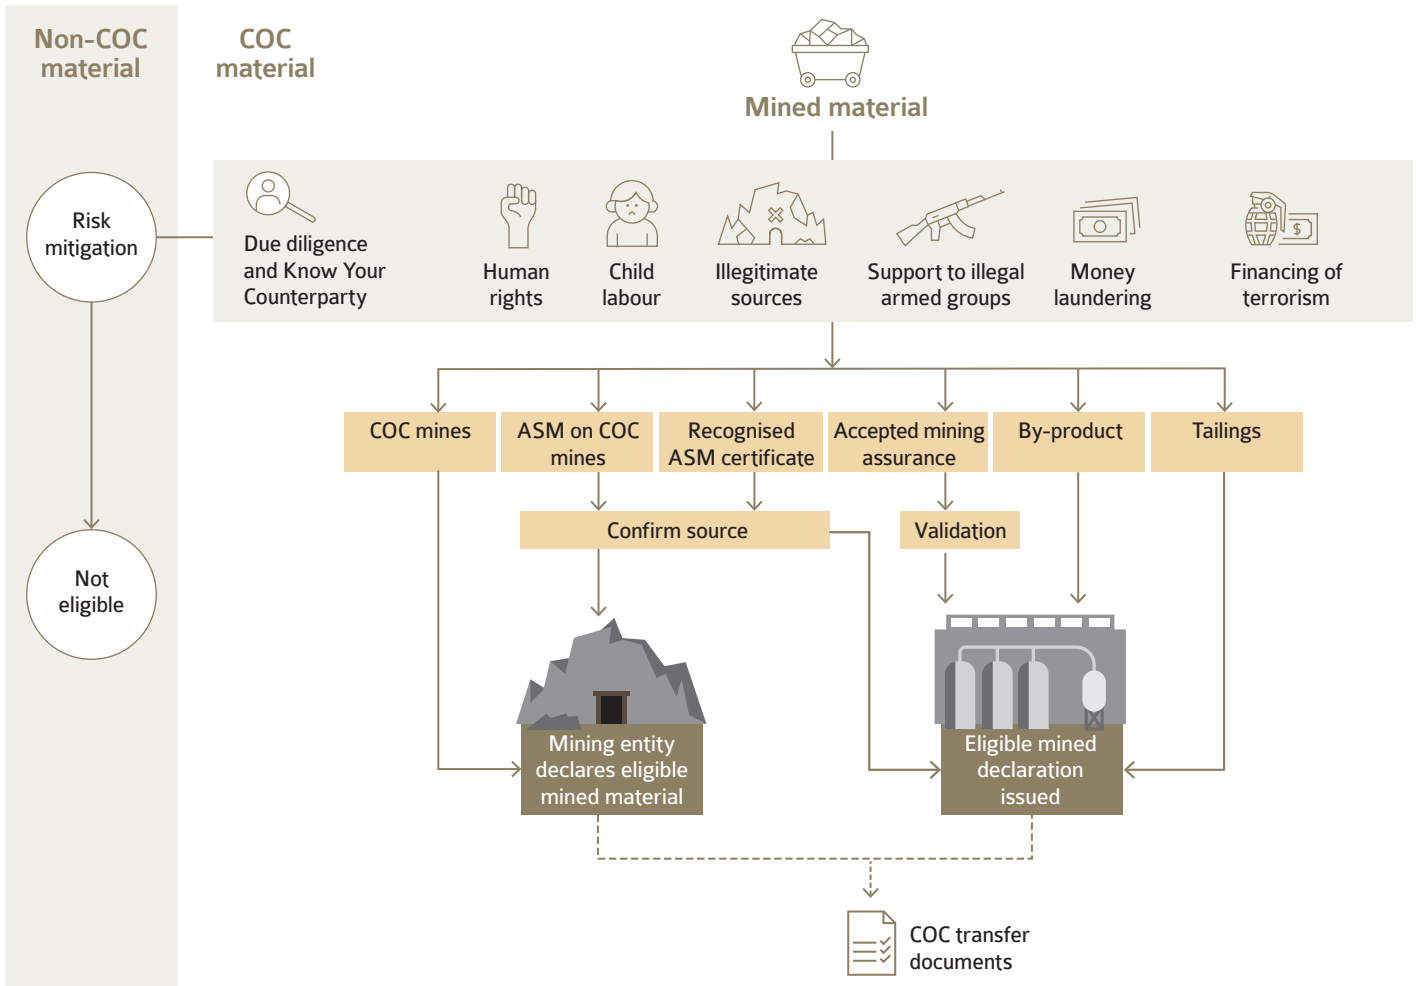 Non-COC
material
COC
material
Mined material
Risk
mitigation
Due diligence
and Know Your
Counterparty
Human
rights
Child
labour
Illegitimate
sources
Support to illegal
armed groups
Money
laundering
$
Financing of
terrorism
COC mines
ASM on COC
mines
Recognised
ASM certificate
Accepted mining
assurance
By-product
Tailings
Confirm source
Validation
Not
eligible
Mining entity
declares eligible
mined material
Eligible mined
declaration
issued
COC transfer
documents